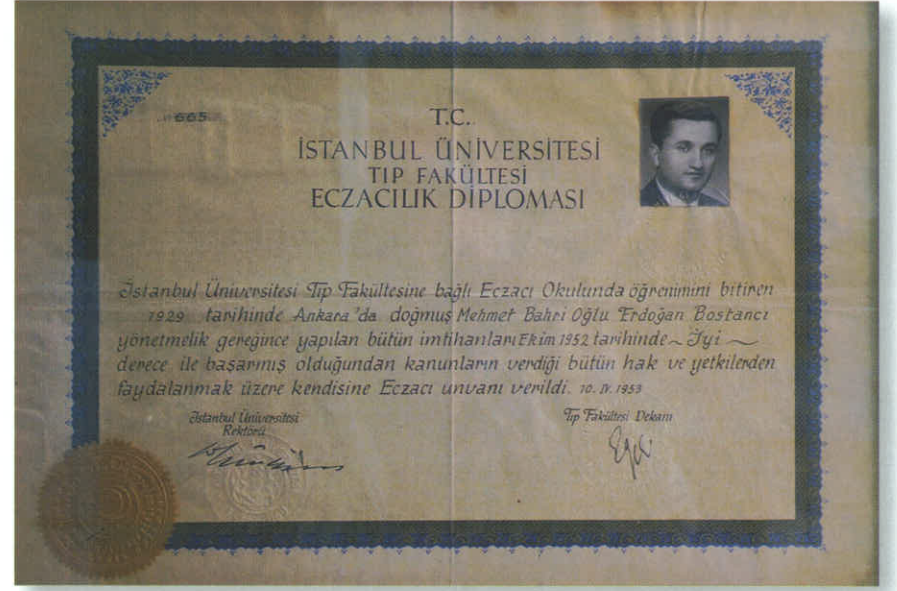 665
T.C.
İSTANBUL ÜNİVERSİTESİ
TIP FAKÜLTESİ
ECZACILIK DİPLOMASI
İstanbul Üniversitesi Tıp Fakültesine bağlı Eczacı Okulunda öğrenimini bitiren
1929 tarihinde Ankara'da doğmuş Mehmet Bahri Oğlu Erdoğan Bostancı
yönetmelik gereğince yapılan bütün imtihanları Ekim 1952 tarihinde ~ İyi ~
derece ile başarmış olduğundan kanunların verdiği bütün hak ve yetkilerden
faydalanmak üzere kendisine Eczacı unvanı verildi. 10. IV. 1953
İstanbul Üniversitesi
Rektörü
Tıp Fakültesi Dekanı